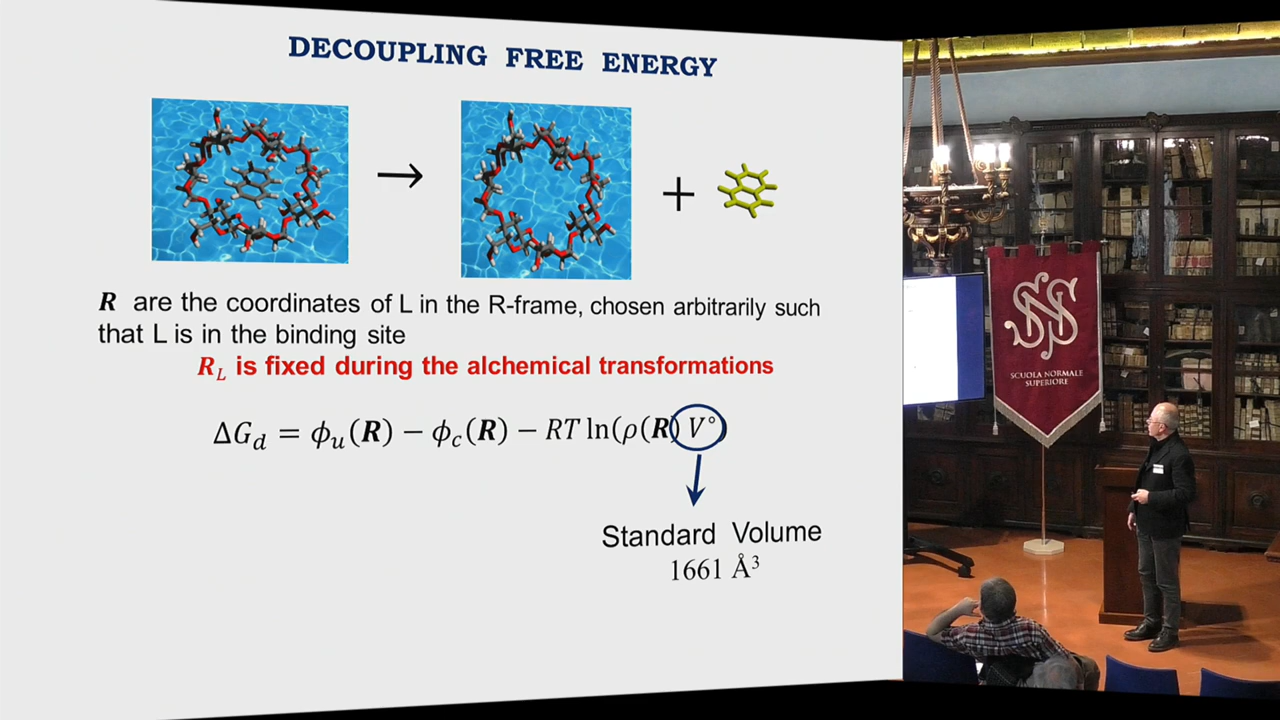 DECOUPLING FREE ENERGY
→
+
R are the coordinates of L in the R-frame, chosen arbitrarily such
that L is in the binding site
R_L is fixed during the alchemical transformations
ΔG_d = ϕ_u(R) − ϕ_c(R) − RT ln(ρ(R) V°)
Standard Volume
1661 Å³
SNS
SCUOLA NORMALE
SUPERIORE